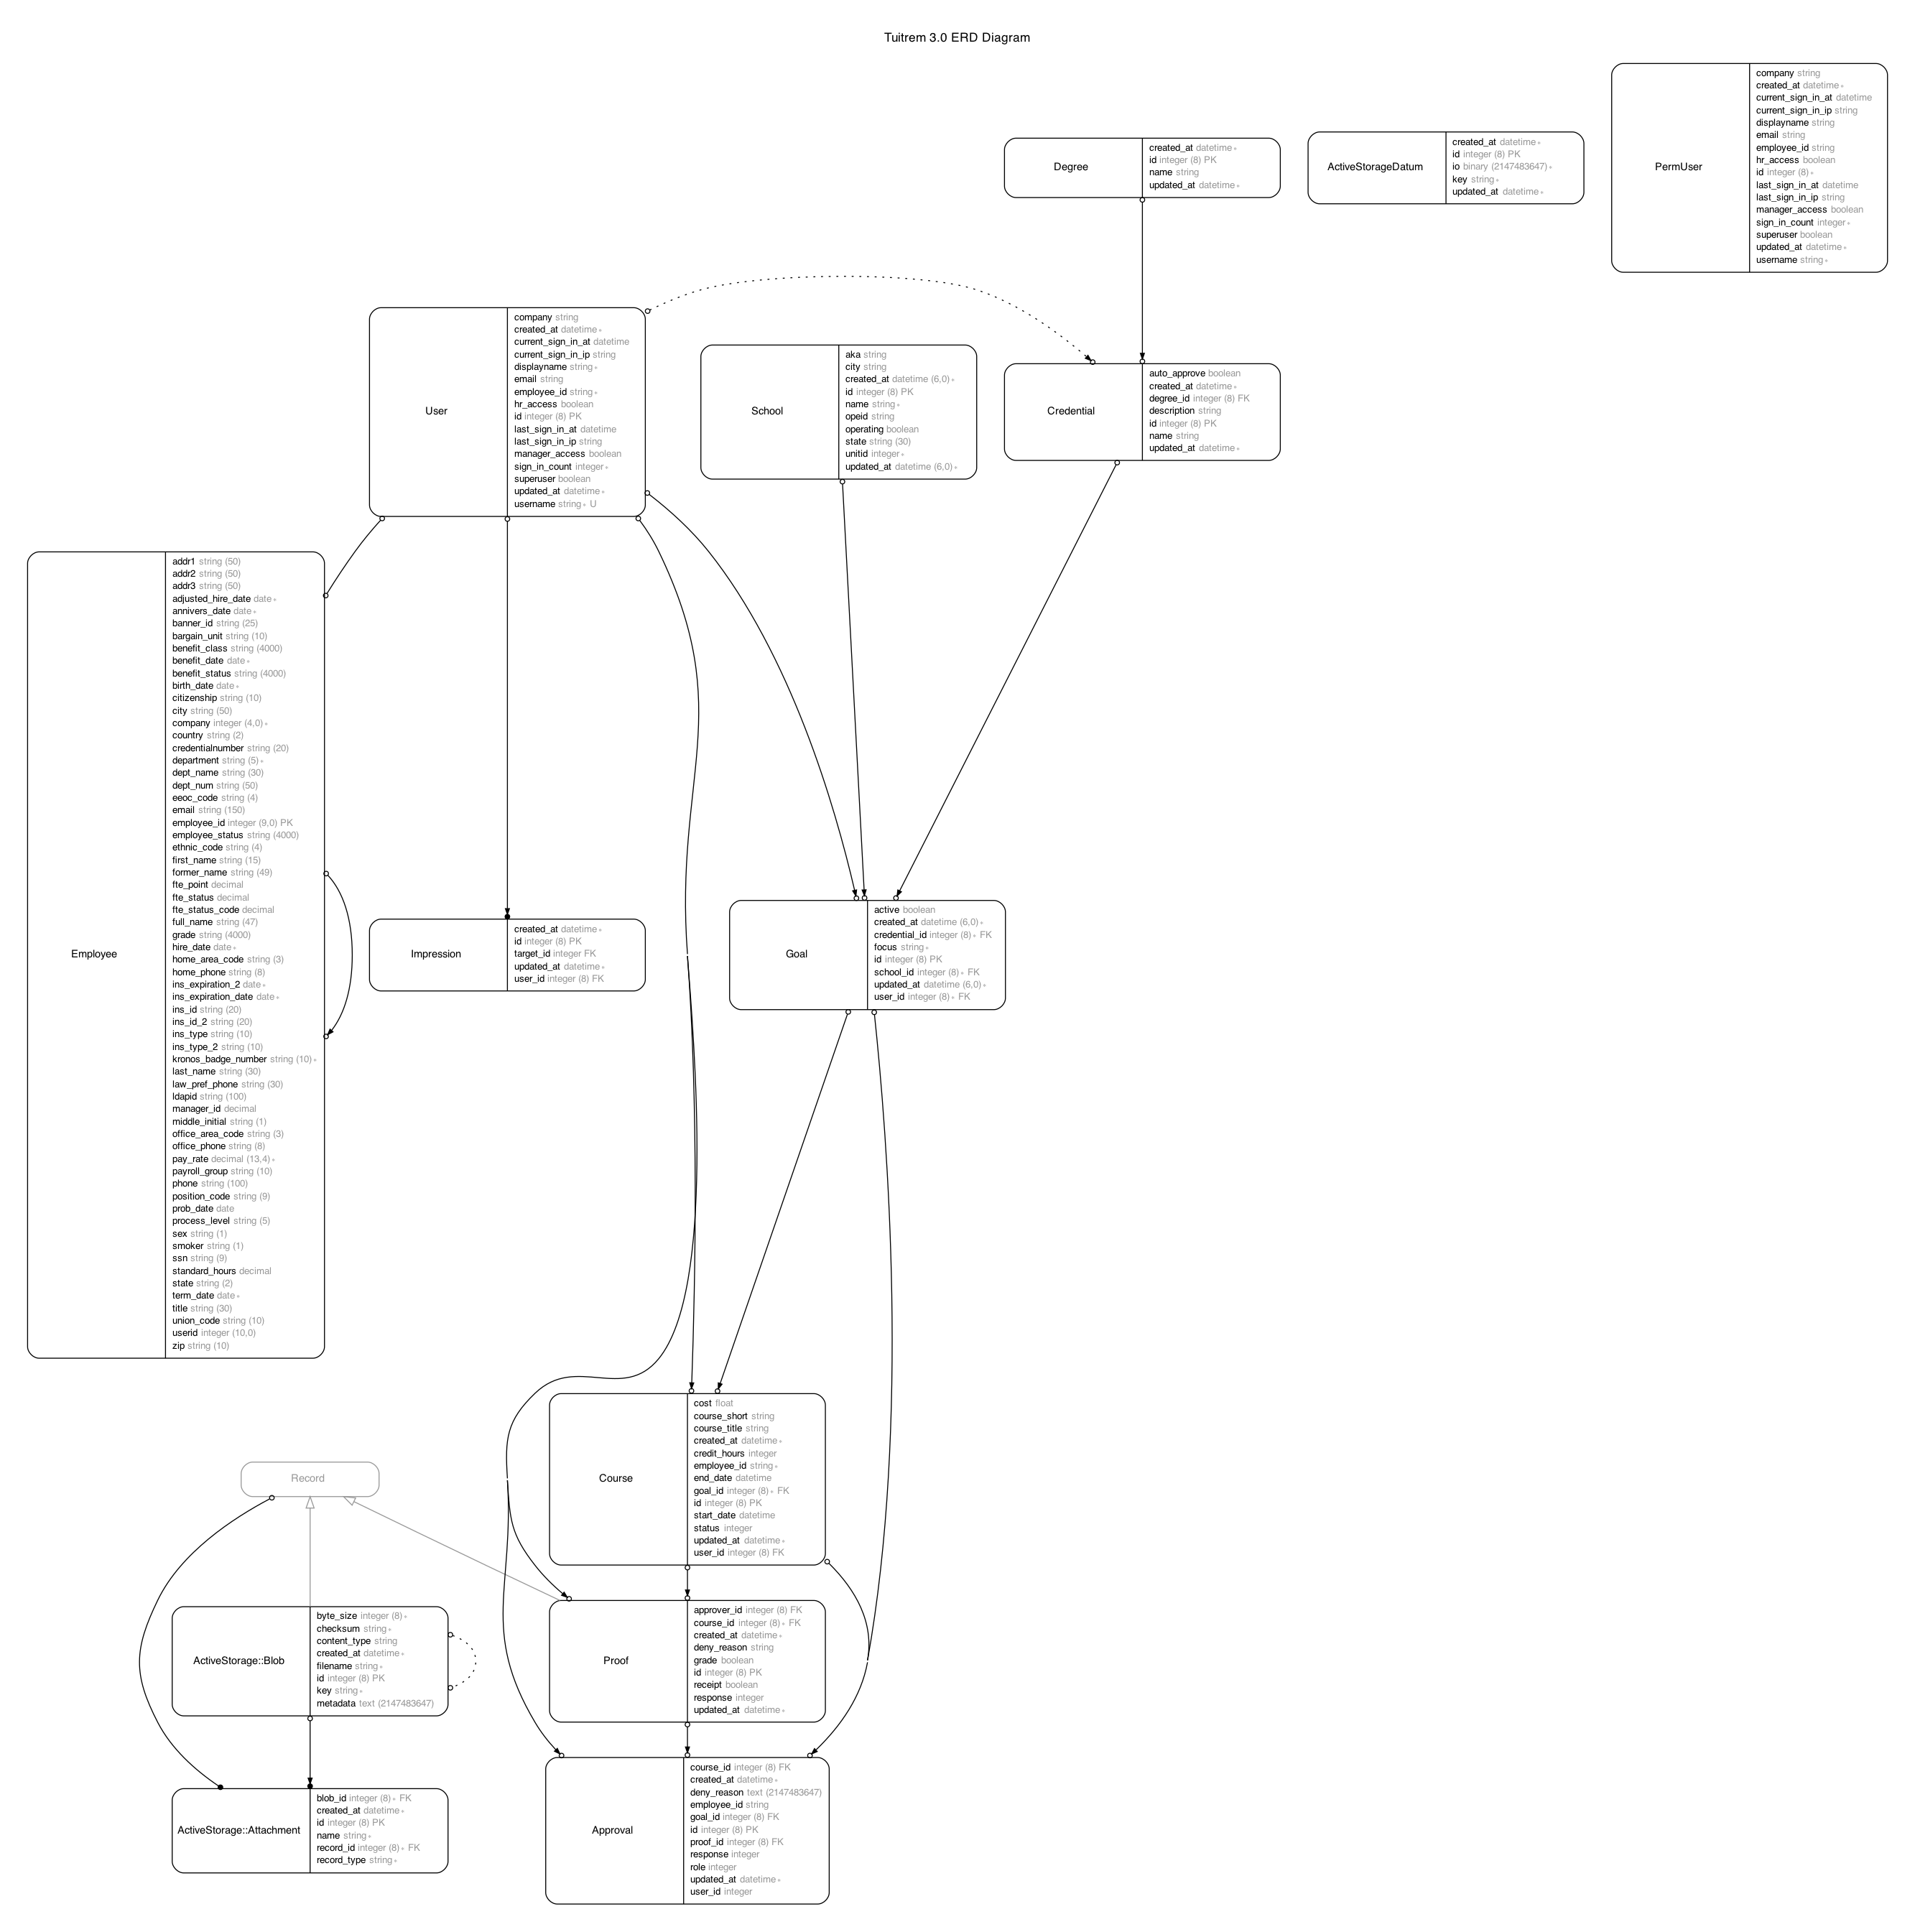 Tuitrem 3.0 ERD Diagram
PermUser
company string
created_at datetime ∗
current_sign_in_at datetime
current_sign_in_ip string
displayname string
email string
employee_id string
hr_access boolean
id integer (8) ∗
last_sign_in_at datetime
last_sign_in_ip string
manager_access boolean
sign_in_count integer ∗
superuser boolean
updated_at datetime ∗
username string ∗
Degree
created_at datetime ∗
id integer (8) PK
name string
updated_at datetime ∗
ActiveStorageDatum
created_at datetime ∗
id integer (8) PK
io binary (2147483647) ∗
key string ∗
updated_at datetime ∗
User
company string
created_at datetime ∗
current_sign_in_at datetime
current_sign_in_ip string
displayname string ∗
email string
employee_id string ∗
hr_access boolean
id integer (8) PK
last_sign_in_at datetime
last_sign_in_ip string
manager_access boolean
sign_in_count integer ∗
superuser boolean
updated_at datetime ∗
username string ∗ U
School
aka string
city string
created_at datetime (6,0) ∗
id integer (8) PK
name string ∗
opeid string
operating boolean
state string (30)
unitid integer ∗
updated_at datetime (6,0) ∗
Credential
auto_approve boolean
created_at datetime ∗
degree_id integer (8) FK
description string
id integer (8) PK
name string
updated_at datetime ∗
Employee
addr1 string (50)
addr2 string (50)
addr3 string (50)
adjusted_hire_date date ∗
annivers_date date ∗
banner_id string (25)
bargain_unit string (10)
benefit_class string (4000)
benefit_date date ∗
benefit_status string (4000)
birth_date date ∗
citizenship string (10)
city string (50)
company integer (4,0) ∗
country string (2)
credentialnumber string (20)
department string (5) ∗
dept_name string (30)
dept_num string (50)
eeoc_code string (4)
email string (150)
employee_id integer (9,0) PK
employee_status string (4000)
ethnic_code string (4)
first_name string (15)
former_name string (49)
fte_point decimal
fte_status decimal
fte_status_code decimal
full_name string (47)
grade string (4000)
hire_date date ∗
home_area_code string (3)
home_phone string (8)
ins_expiration_2 date ∗
ins_expiration_date date ∗
ins_id string (20)
ins_id_2 string (20)
ins_type string (10)
ins_type_2 string (10)
kronos_badge_number string (10) ∗
last_name string (30)
law_pref_phone string (30)
ldapid string (100)
manager_id decimal
middle_initial string (1)
office_area_code string (3)
office_phone string (8)
pay_rate decimal (13,4) ∗
payroll_group string (10)
phone string (100)
position_code string (9)
prob_date date
process_level string (5)
sex string (1)
smoker string (1)
ssn string (9)
standard_hours decimal
state string (2)
term_date date ∗
title string (30)
union_code string (10)
userid integer (10,0)
zip string (10)
Impression
created_at datetime ∗
id integer (8) PK
target_id integer FK
updated_at datetime ∗
user_id integer (8) FK
Goal
active boolean
created_at datetime (6,0) ∗
credential_id integer (8) ∗ FK
focus string ∗
id integer (8) PK
school_id integer (8) ∗ FK
updated_at datetime (6,0) ∗
user_id integer (8) ∗ FK
Course
cost float
course_short string
course_title string
created_at datetime ∗
credit_hours integer
employee_id string ∗
end_date datetime
goal_id integer (8) ∗ FK
id integer (8) PK
start_date datetime
status integer
updated_at datetime ∗
user_id integer (8) FK
Record
ActiveStorage::Blob
byte_size integer (8) ∗
checksum string ∗
content_type string
created_at datetime ∗
filename string ∗
id integer (8) PK
key string ∗
metadata text (2147483647)
Proof
approver_id integer (8) FK
course_id integer (8) ∗ FK
created_at datetime ∗
deny_reason string
grade boolean
id integer (8) PK
receipt boolean
response integer
updated_at datetime ∗
ActiveStorage::Attachment
blob_id integer (8) ∗ FK
created_at datetime ∗
id integer (8) PK
name string ∗
record_id integer (8) ∗ FK
record_type string ∗
Approval
course_id integer (8) FK
created_at datetime ∗
deny_reason text (2147483647)
employee_id string
goal_id integer (8) FK
id integer (8) PK
proof_id integer (8) FK
response integer
role integer
updated_at datetime ∗
user_id integer